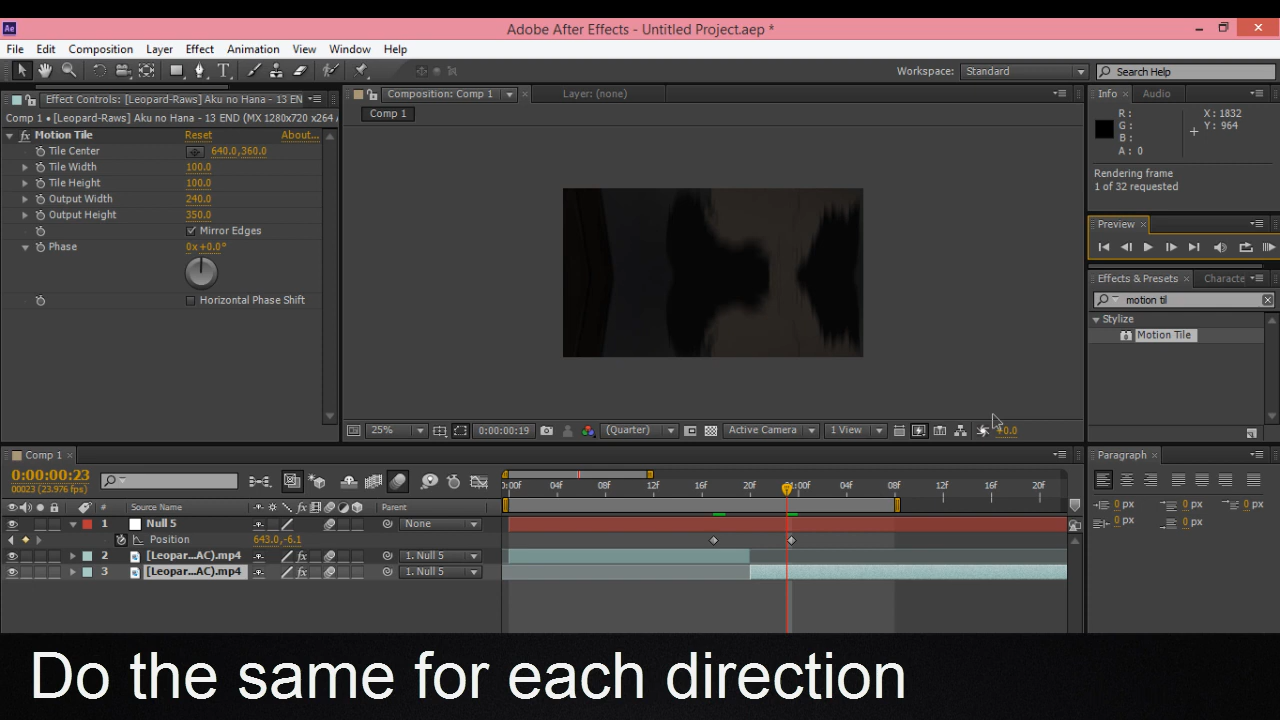 Adobe After Effects - Untitled Project.aep *
File Edit Composition Layer Effect Animation View Window Help
Workspace: Standard Search Help
Effect Controls: [Leopard-Raws] Aku no Hana - 13 EN
Comp 1 • [Leopard-Raws] Aku no Hana - 13 END (MX 1280x720 x264 A
fx Motion Tile Reset About...
Tile Center 640.0,360.0
Tile Width 100.0
Tile Height 100.0
Output Width 240.0
Output Height 350.0
Mirror Edges
Phase 0x+0.0°
Horizontal Phase Shift
Composition: Comp 1 Layer: (none)
Comp 1
25% 0:00:00:19 (Quarter) Active Camera 1 View +0.0
Info Audio
R: X: 1832
G: Y: 964
B:
A: 0
Rendering frame
1 of 32 requested
Preview
Effects & Presets Characte
motion til
Stylize
Motion Tile
Comp 1
0:00:00:23
00023 (23.976 fps)
0:00F 04F 08F 12F 16F 20F 01:00F 04F 08F 12F 16F 20F
# Source Name Parent
1 Null 5 None
Position 643.0,-6.1
2 [Leopar...AC).mp4 fx 1. Null 5
3 [Leopar...AC).mp4 fx 1. Null 5
Paragraph
0 px 0 px 0 px
0 px 0 px
Do the same for each direction